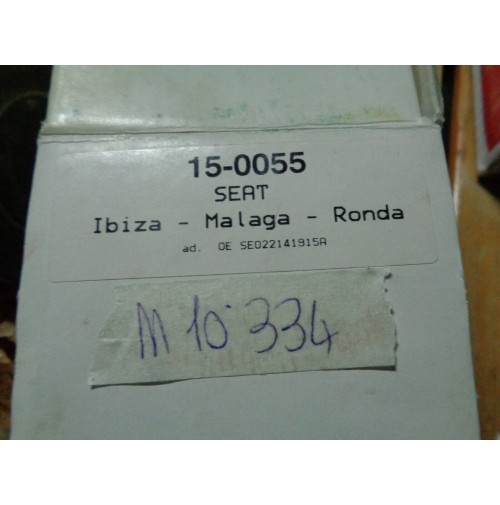 15-0055
SEAT
Ibiza - Malaga - Ronda
ad. OE SE022141915A
M 10 334